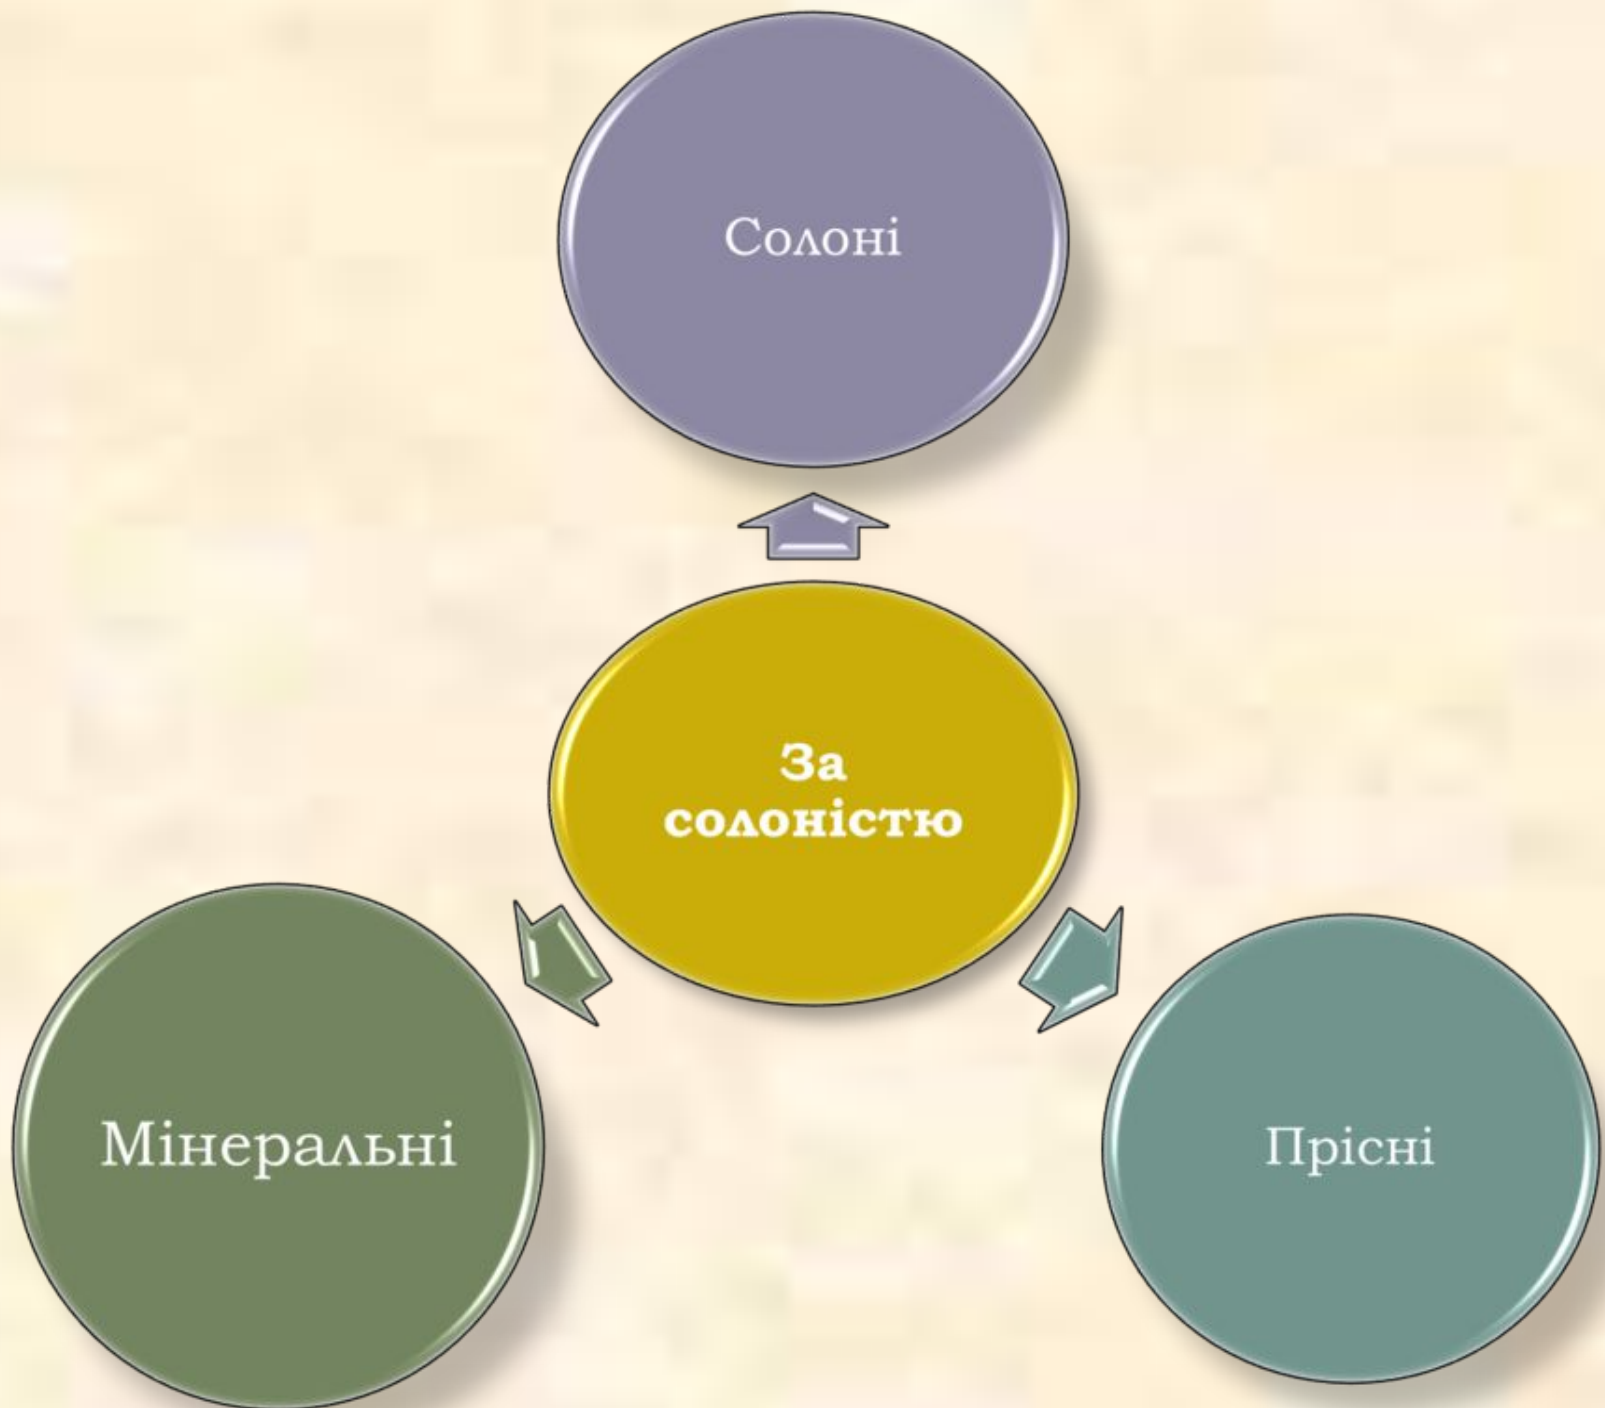 Солоні
За
солоністю
Мінеральні
Прісні